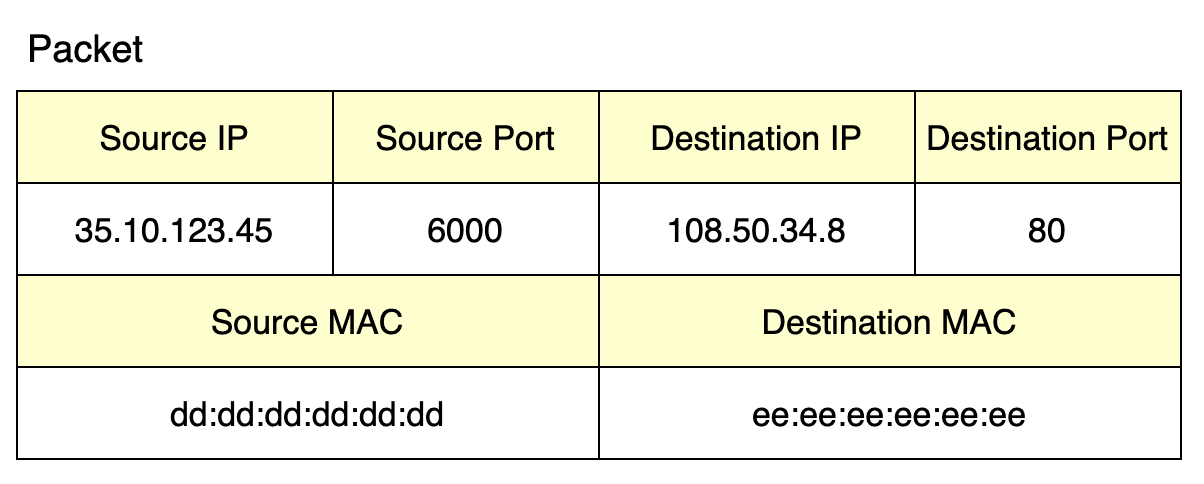 Packet
Source IP Source Port Destination IP Destination Port
35.10.123.45 6000 108.50.34.8 80
Source MAC Destination MAC
dd:dd:dd:dd:dd:dd ee:ee:ee:ee:ee:ee